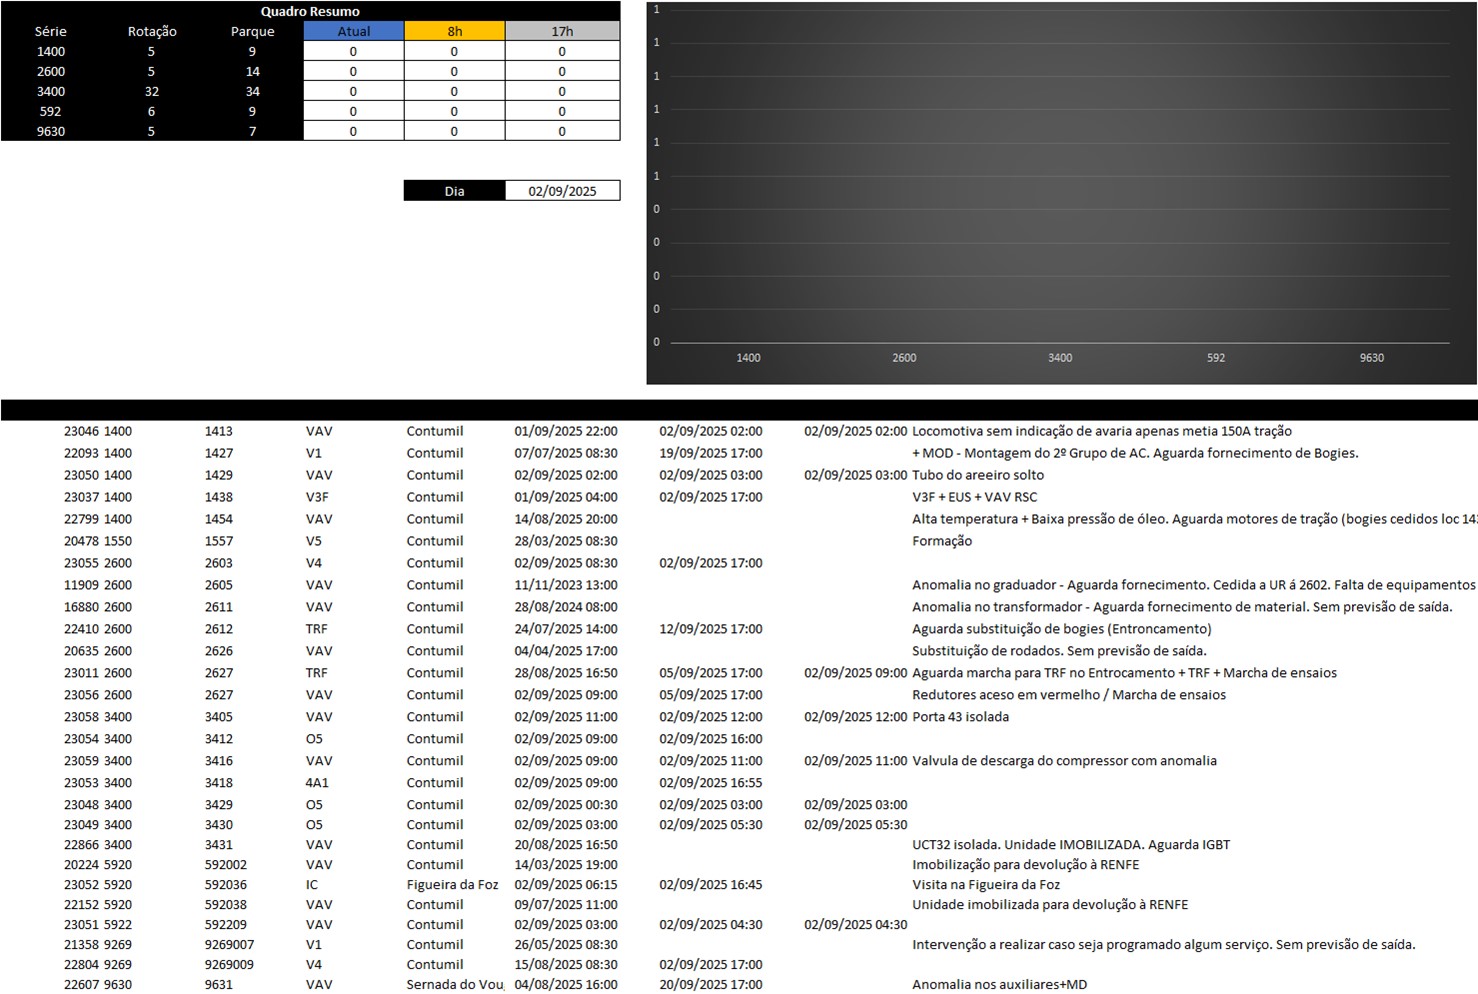 Quadro Resumo
Série Rotação Parque Atual 8h 17h
1400 5 9 0 0 0
2600 5 14 0 0 0
3400 32 34 0 0 0
592 6 9 0 0 0
9630 5 7 0 0 0
Dia 02/09/2025
1
1
1
1
1
1
0
0
0
0
0
1400 2600 3400 592 9630
23046 1400 1413 VAV Contumil 01/09/2025 22:00 02/09/2025 02:00 02/09/2025 02:00 Locomotiva sem indicação de avaria apenas metia 150A tração
22093 1400 1427 V1 Contumil 07/07/2025 08:30 19/09/2025 17:00 + MOD - Montagem do 2º Grupo de AC. Aguarda fornecimento de Bogies.
23050 1400 1429 VAV Contumil 02/09/2025 02:00 02/09/2025 03:00 02/09/2025 03:00 Tubo do areeiro solto
23037 1400 1438 V3F Contumil 01/09/2025 04:00 02/09/2025 17:00 V3F + EUS + VAV RSC
22799 1400 1454 VAV Contumil 14/08/2025 20:00 Alta temperatura + Baixa pressão de óleo. Aguarda motores de tração (bogies cedidos loc
20478 1550 1557 V5 Contumil 28/03/2025 08:30 Formação
23055 2600 2603 V4 Contumil 02/09/2025 08:30 02/09/2025 17:00
11909 2600 2605 VAV Contumil 11/11/2023 13:00 Anomalia no graduador - Aguarda fornecimento. Cedida a UR á 2602. Falta de equipamentos
16880 2600 2611 VAV Contumil 28/08/2024 08:00 Anomalia no transformador - Aguarda fornecimento de material. Sem previsão de saída.
22410 2600 2612 TRF Contumil 24/07/2025 14:00 12/09/2025 17:00 Aguarda substituição de bogies (Entroncamento)
20635 2600 2626 VAV Contumil 04/04/2025 17:00 Substituição de rodados. Sem previsão de saída.
23011 2600 2627 TRF Contumil 28/08/2025 16:50 05/09/2025 17:00 02/09/2025 09:00 Aguarda marcha para TRF no Entrocamento + TRF + Marcha de ensaios
23056 2600 2627 VAV Contumil 02/09/2025 09:00 05/09/2025 17:00 Redutores aceso em vermelho / Marcha de ensaios
23058 3400 3405 VAV Contumil 02/09/2025 11:00 02/09/2025 12:00 02/09/2025 12:00 Porta 43 isolada
23054 3400 3412 O5 Contumil 02/09/2025 09:00 02/09/2025 16:00
23059 3400 3416 VAV Contumil 02/09/2025 09:00 02/09/2025 11:00 02/09/2025 11:00 Valvula de descarga do compressor com anomalia
23053 3400 3418 4A1 Contumil 02/09/2025 09:00 02/09/2025 16:55
23048 3400 3429 O5 Contumil 02/09/2025 00:30 02/09/2025 03:00 02/09/2025 03:00
23049 3400 3430 O5 Contumil 02/09/2025 03:00 02/09/2025 05:30 02/09/2025 05:30
22866 3400 3431 VAV Contumil 20/08/2025 16:50 UCT32 isolada. Unidade IMOBILIZADA. Aguarda IGBT
20224 5920 592002 VAV Contumil 14/03/2025 19:00 Imobilização para devolução à RENFE
23052 5920 592036 IC Figueira da Foz 02/09/2025 06:15 02/09/2025 16:45 Visita na Figueira da Foz
22152 5920 592038 VAV Contumil 09/07/2025 11:00 Unidade imobilizada para devolução à RENFE
23051 5922 592209 VAV Contumil 02/09/2025 03:00 02/09/2025 04:30 02/09/2025 04:30
21358 9269 9269007 V1 Contumil 26/05/2025 08:30 Intervenção a realizar caso seja programado algum serviço. Sem previsão de saída.
22804 9269 9269009 V4 Contumil 15/08/2025 08:30 02/09/2025 17:00
22607 9630 9631 VAV Sernada do 04/08/2025 16:00 20/09/2025 17:00 Anomalia nos auxiliares+MD